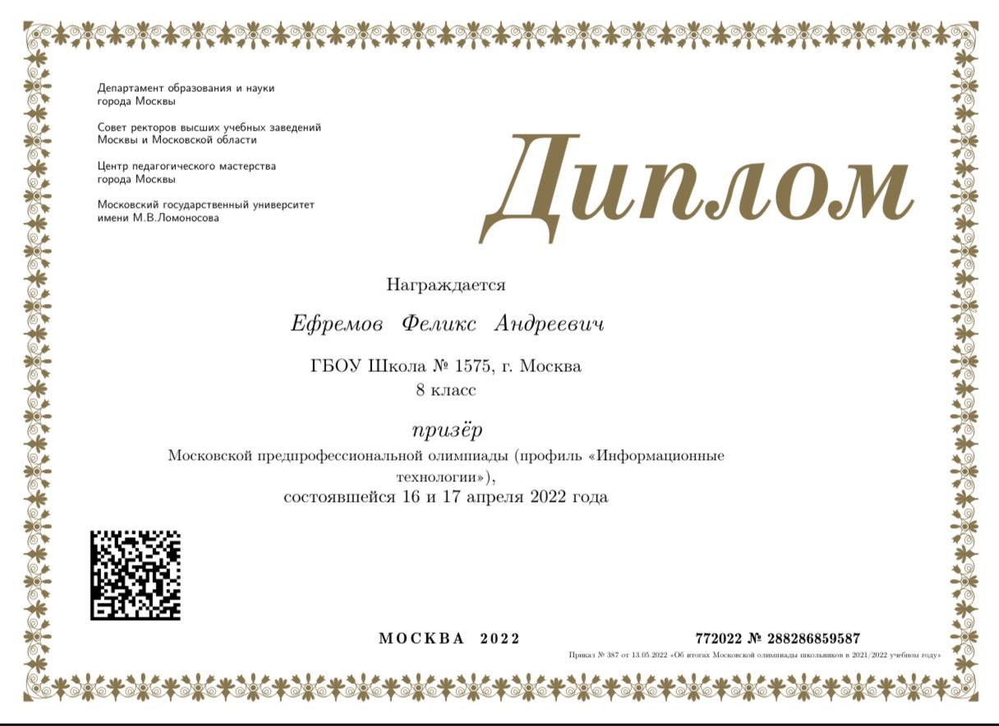 Департамент образования и науки
города Москвы
Совет ректоров высших учебных заведений
Москвы и Московской области
Центр педагогического мастерства
города Москвы
Московский государственный университет
имени М.В.Ломоносова
Диплом
Награждается
Ефремов Феликс Андреевич
ГБОУ Школа № 1575, г. Москва
8 класс
призёр
Московской предпрофессиональной олимпиады (профиль «Информационные
технологии»),
состоявшейся 16 и 17 апреля 2022 года
МОСКВА 2022
772022 № 288286859587
Приказ № 387 от 13.05.2022 «Об итогах Московской олимпиады школьников в 2021/2022 учебном году»